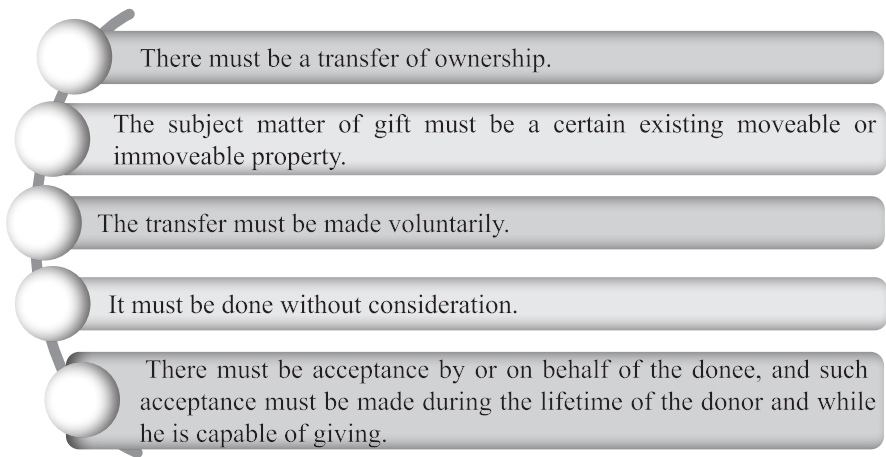 There must be a transfer of ownership.
The subject matter of gift must be a certain existing moveable or
immoveable property.
The transfer must be made voluntarily.
It must be done without consideration.
There must be acceptance by or on behalf of the donee, and such
acceptance must be made during the lifetime of the donor and while
he is capable of giving.